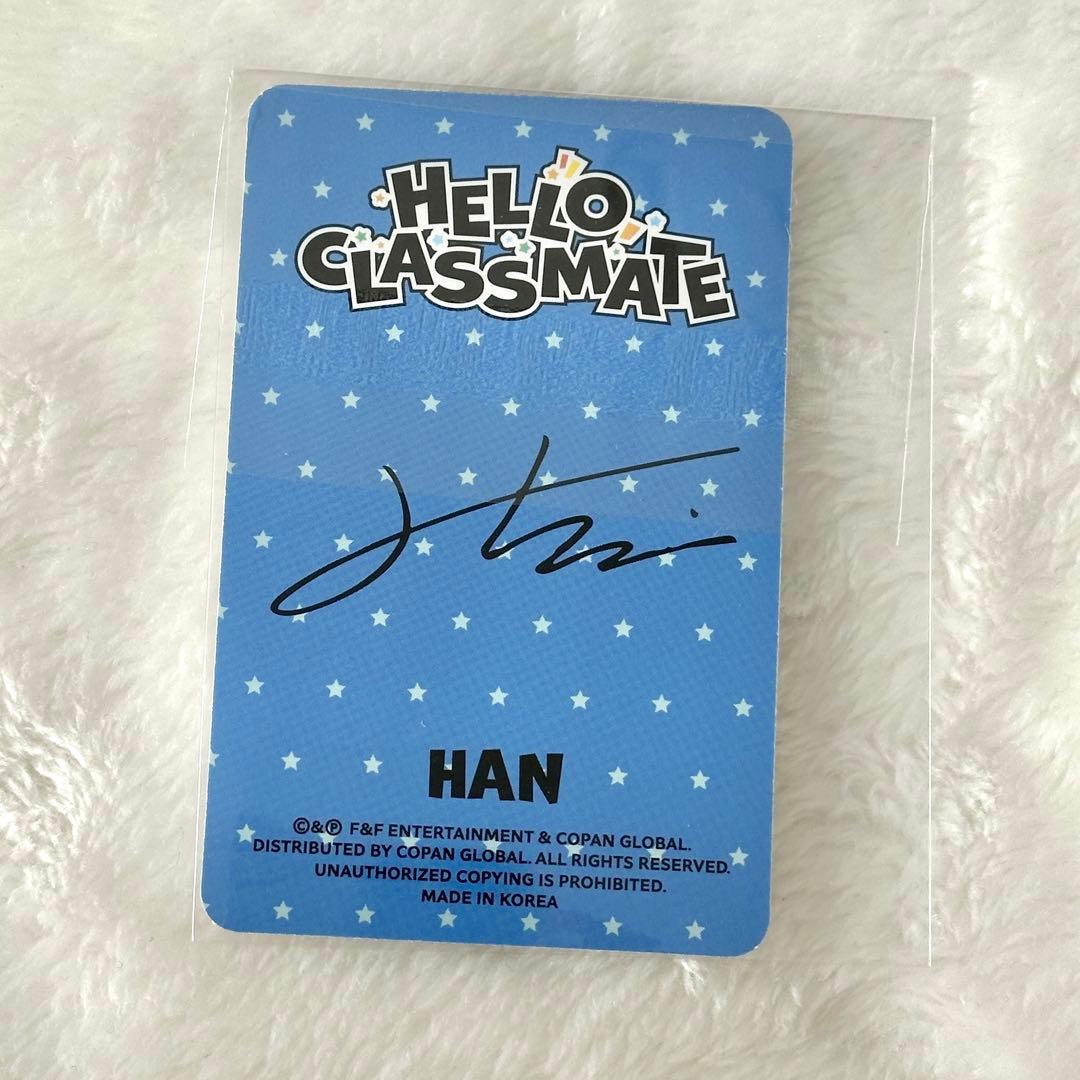 HELLO,
CLASSMATE
HAN
©&℗ F&F ENTERTAINMENT & COPAN GLOBAL.
DISTRIBUTED BY COPAN GLOBAL. ALL RIGHTS RESERVED.
UNAUTHORIZED COPYING IS PROHIBITED.
MADE IN KOREA